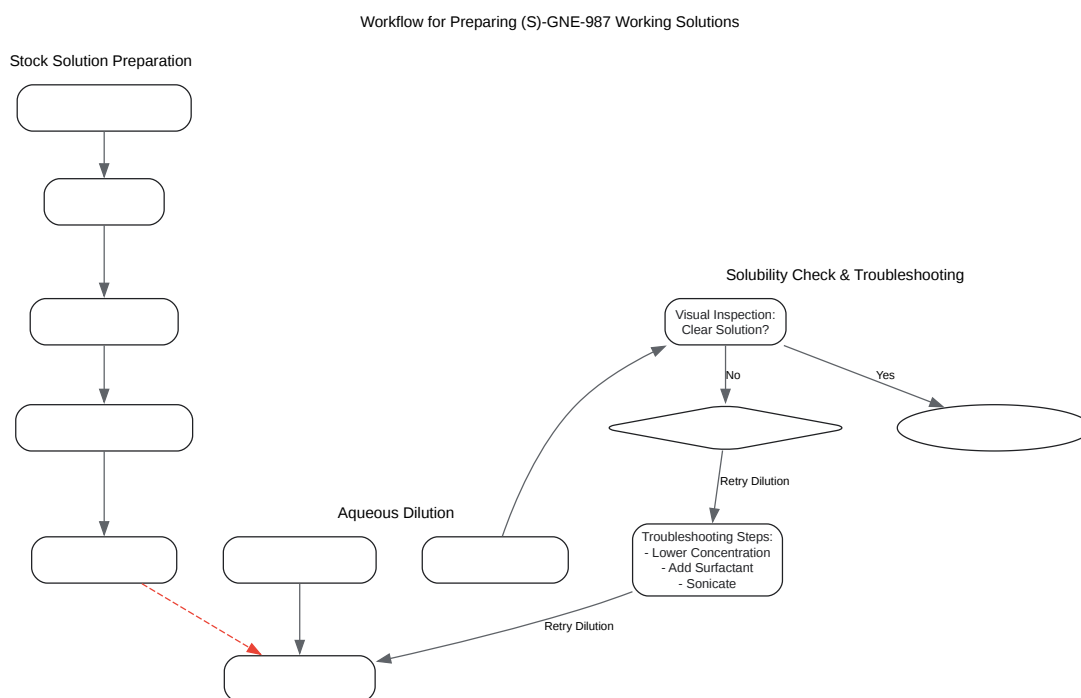 Workflow for Preparing (S)-GNE-987 Working Solutions
Stock Solution Preparation
Solubility Check & Troubleshooting
Visual Inspection:
Clear Solution?
No
Yes
Retry Dilution
Aqueous Dilution
Troubleshooting Steps:
- Lower Concentration
- Add Surfactant
- Sonicate
Retry Dilution